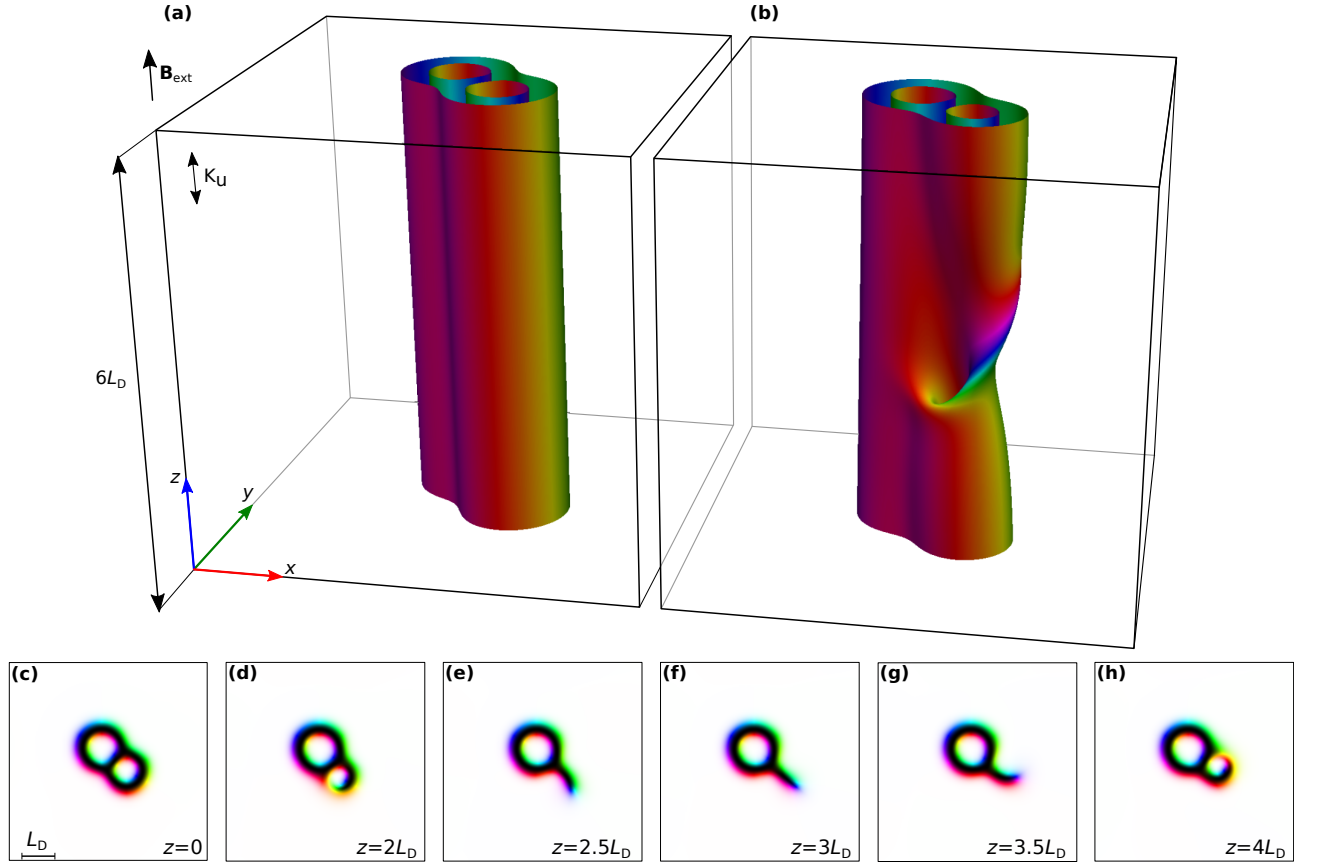 (a)
(b)
B_ext
K_u
6L_D
z
y
x
(c)
(d)
(e)
(f)
(g)
(h)
L_D
z=0
z=2L_D
z=2.5L_D
z=3L_D
z=3.5L_D
z=4L_D